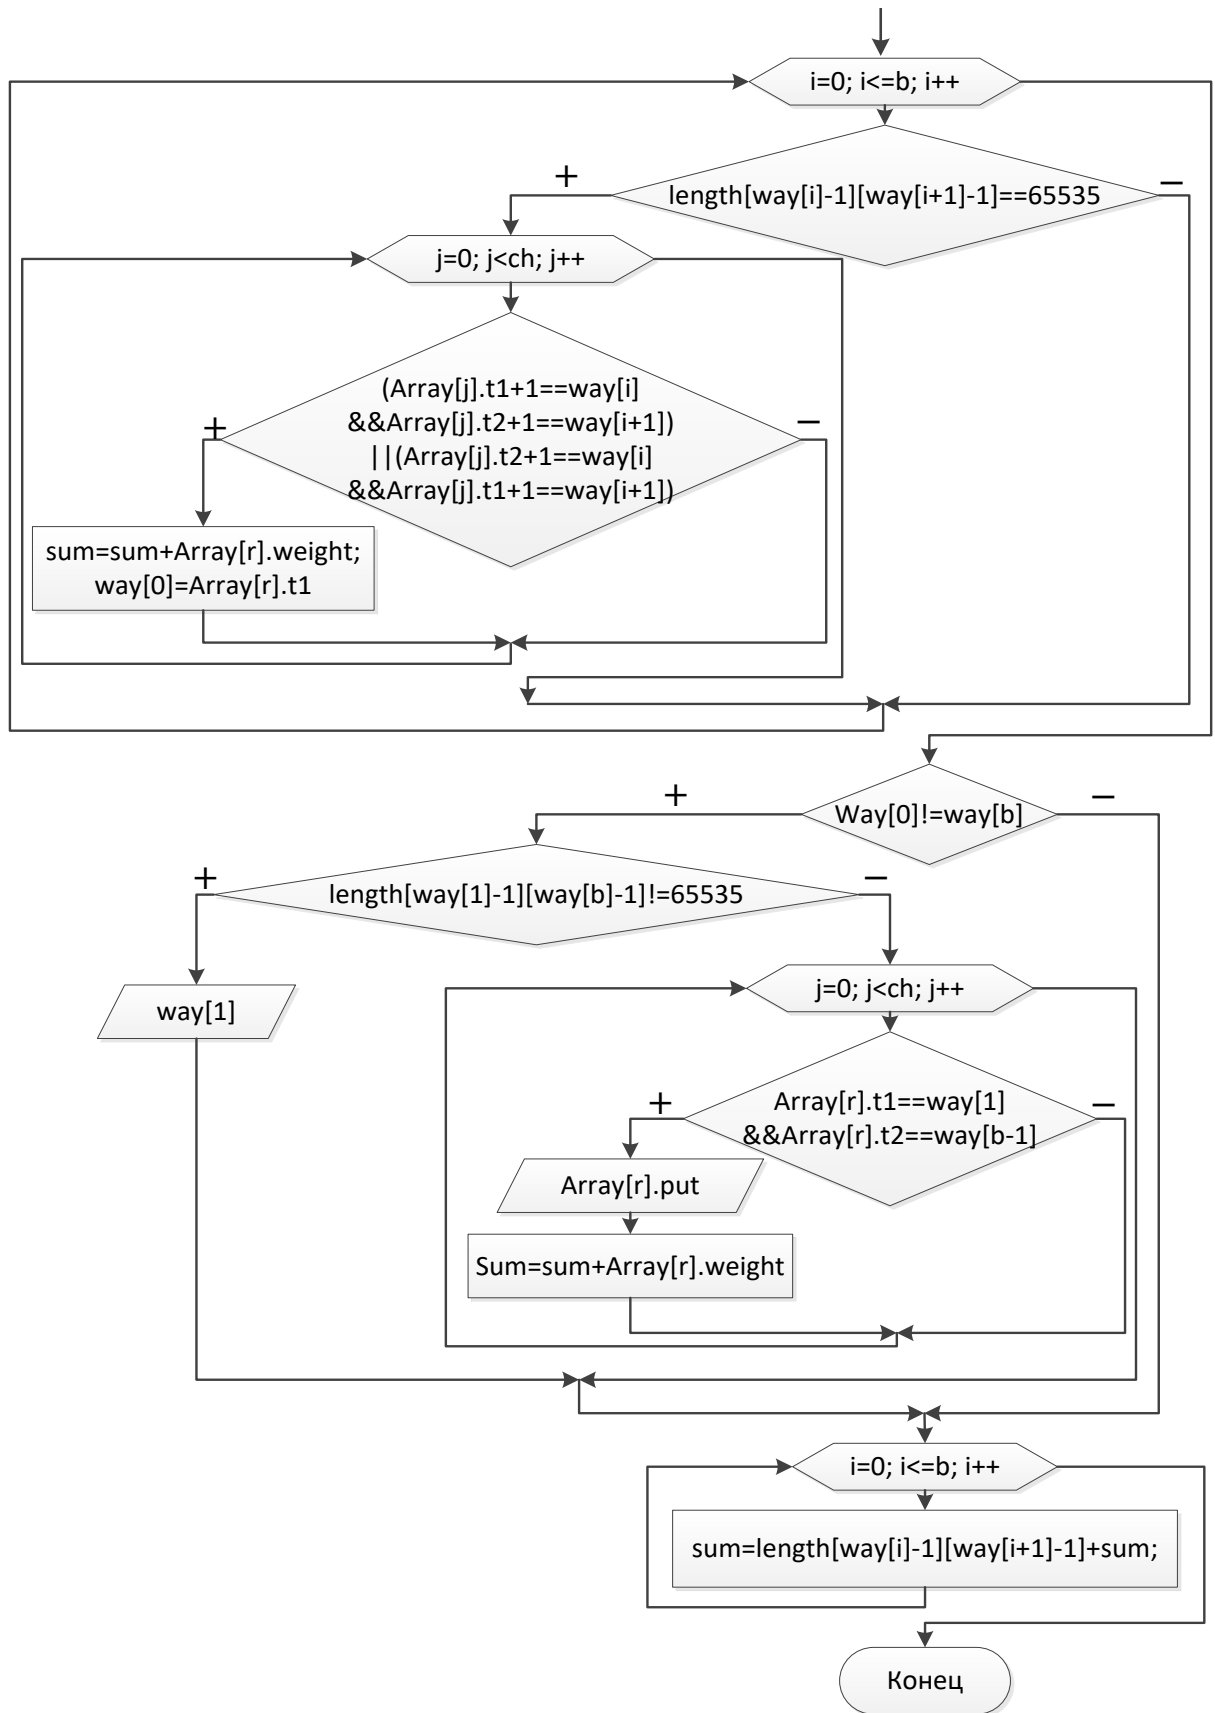 i=0; i<=b; i++
+
length[way[i]-1][way[i+1]-1]==65535
−
j=0; j<ch; j++
+
(Array[j].t1+1==way[i]
&&Array[j].t2+1==way[i+1])
||(Array[j].t2+1==way[i]
&&Array[j].t1+1==way[i+1])
−
sum=sum+Array[r].weight;
way[0]=Array[r].t1
+
Way[0]!=way[b]
−
+
length[way[1]-1][way[b]-1]!=65535
−
way[1]
j=0; j<ch; j++
+
Array[r].t1==way[1]
&&Array[r].t2==way[b-1]
−
Array[r].put
Sum=sum+Array[r].weight
i=0; i<=b; i++
sum=length[way[i]-1][way[i+1]-1]+sum;
Конец